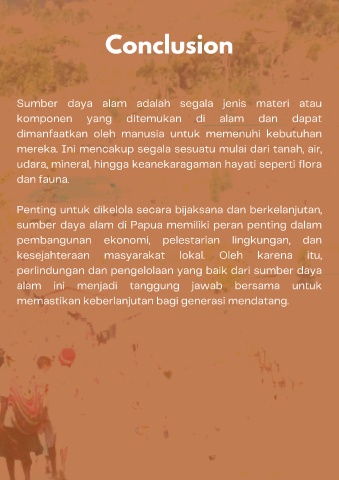 Conclusion
Sumber daya alam adalah segala jenis materi atau
komponen yang ditemukan di alam dan dapat
dimanfaatkan oleh manusia untuk memenuhi kebutuhan
mereka. Ini mencakup segala sesuatu mulai dari tanah, air,
udara, mineral, hingga keanekaragaman hayati seperti flora
dan fauna.
Penting untuk dikelola secara bijaksana dan berkelanjutan,
sumber daya alam di Papua memiliki peran penting dalam
pembangunan ekonomi, pelestarian lingkungan, dan
kesejahteraan masyarakat lokal. Oleh karena itu,
perlindungan dan pengelolaan yang baik dari sumber daya
alam ini menjadi tanggung jawab bersama untuk
memastikan keberlanjutan bagi generasi mendatang.